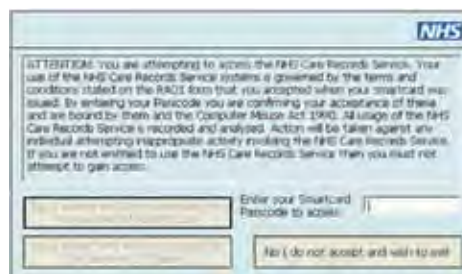 NHS
ATTENTION: You are attempting to access the NHS Care Records Service. Your
use of the NHS Care Records Service systems is governed by the terms and
conditions stated on the RA01 form that you accepted when your smartcard was
issued. By entering your Passcode you are confirming your acceptance of these
and are bound by them and the Computer Misuse Act 1990. All usage of the NHS
Care Records Service is recorded and analysed. Action will be taken against any
individual attempting inappropriate activity involving the NHS Care Records Service.
If you are not entitled to use the NHS Care Records Service then you must not
attempt to gain access.
Enter your Smartcard
Passcode to access:
No I do not accept and wish to exit